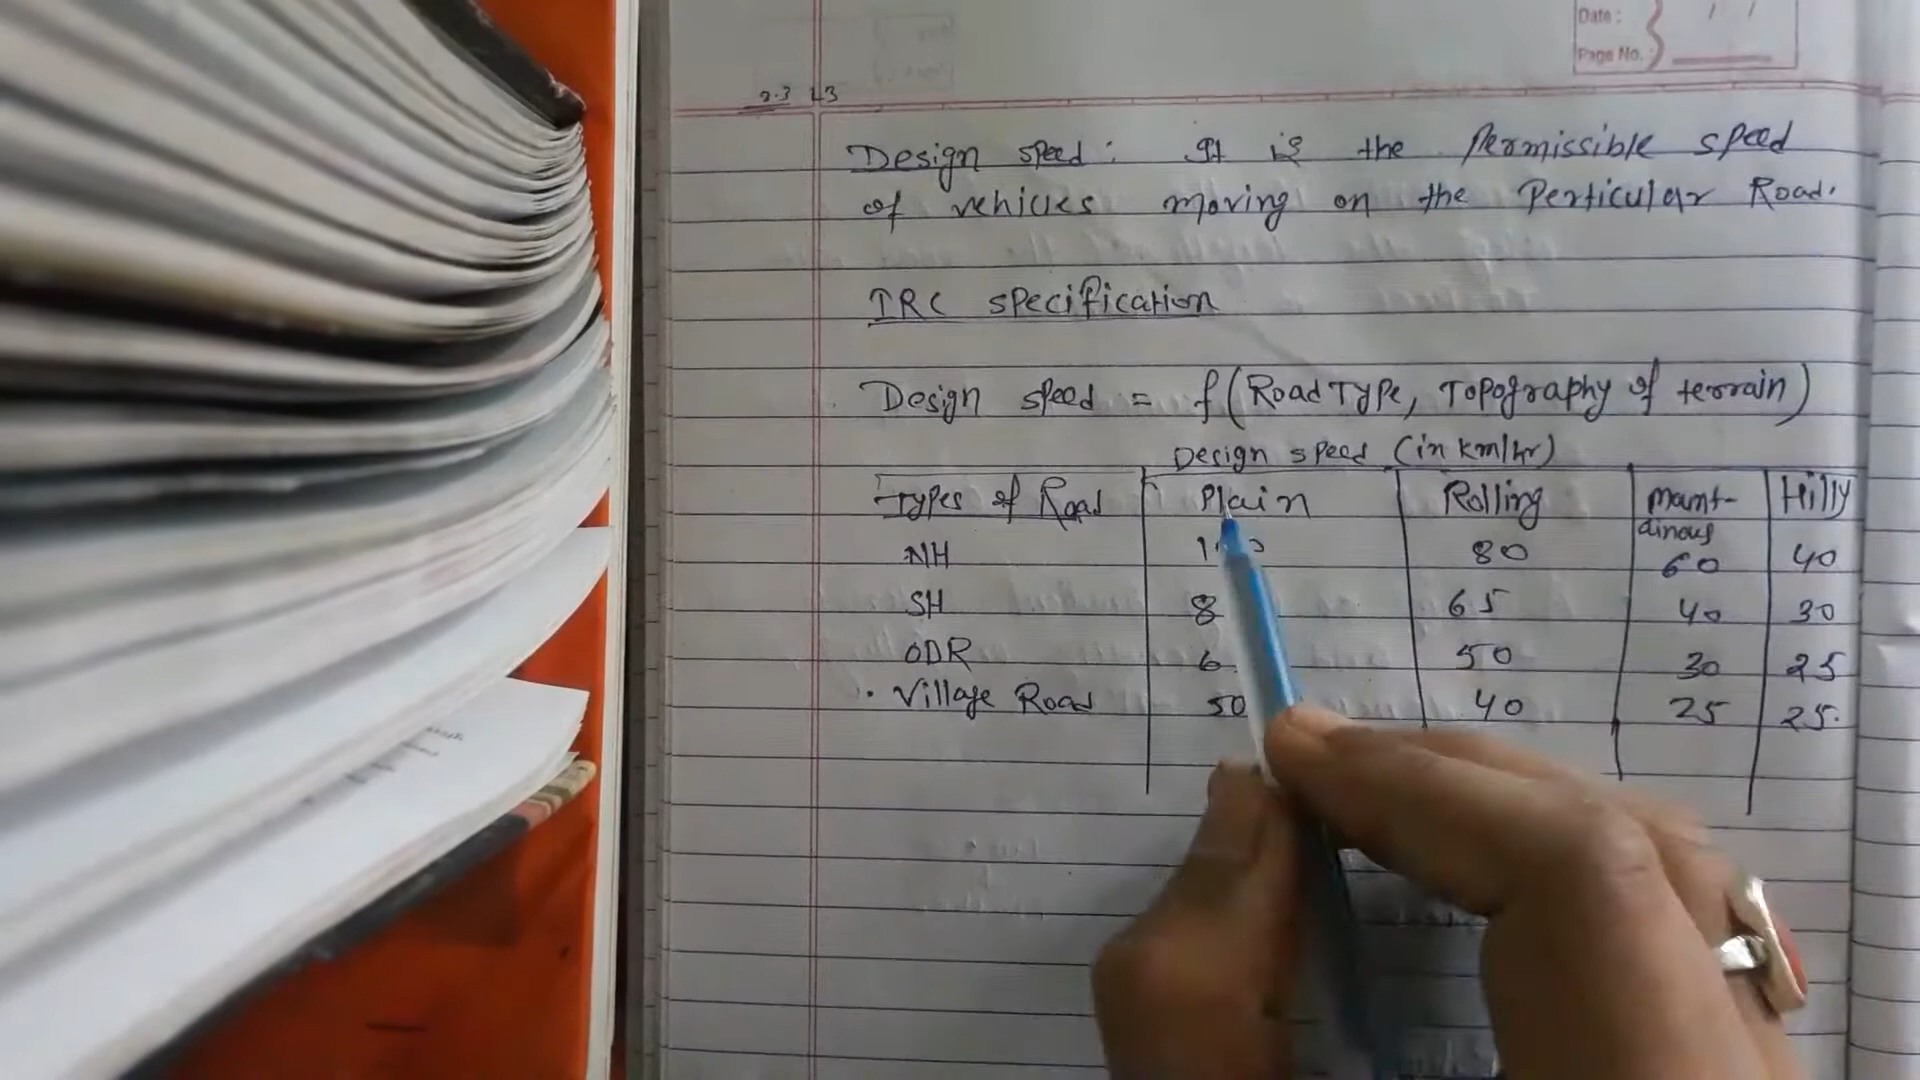 Date : / /
Page No.
2.3 L3
Design speed : It is the Permissible speed
of vehicles moving on the Perticular Road.
IRC specification
Design speed = f (Road Type, Topography of terrain)
Design speed (in km/hr)
Types of Road Plain Rolling mamt- Hilly
ainous
NH 80 60 40
SH 65 40 30
ODR 50 30 25
Village Road 50 40 25 25.